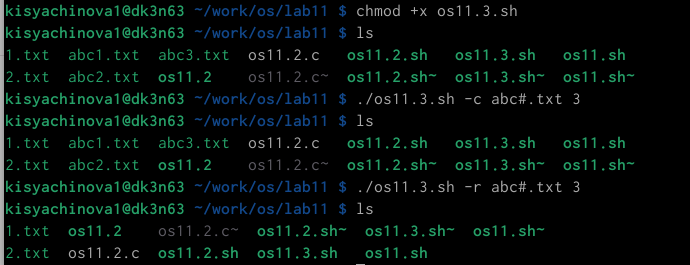 kisyachinova1@dk3n63 ~/work/os/lab11 $ chmod +x os11.3.sh
kisyachinova1@dk3n63 ~/work/os/lab11 $ ls
1.txt abc1.txt abc3.txt os11.2.c os11.2.sh os11.3.sh os11.sh
2.txt abc2.txt os11.2 os11.2.c~ os11.2.sh~ os11.3.sh~ os11.sh~
kisyachinova1@dk3n63 ~/work/os/lab11 $ ./os11.3.sh -c abc#.txt 3
kisyachinova1@dk3n63 ~/work/os/lab11 $ ls
1.txt abc1.txt abc3.txt os11.2.c os11.2.sh os11.3.sh os11.sh
2.txt abc2.txt os11.2 os11.2.c~ os11.2.sh~ os11.3.sh~ os11.sh~
kisyachinova1@dk3n63 ~/work/os/lab11 $ ./os11.3.sh -r abc#.txt 3
kisyachinova1@dk3n63 ~/work/os/lab11 $ ls
1.txt os11.2 os11.2.c~ os11.2.sh~ os11.3.sh~ os11.sh~
2.txt os11.2.c os11.2.sh os11.3.sh os11.sh